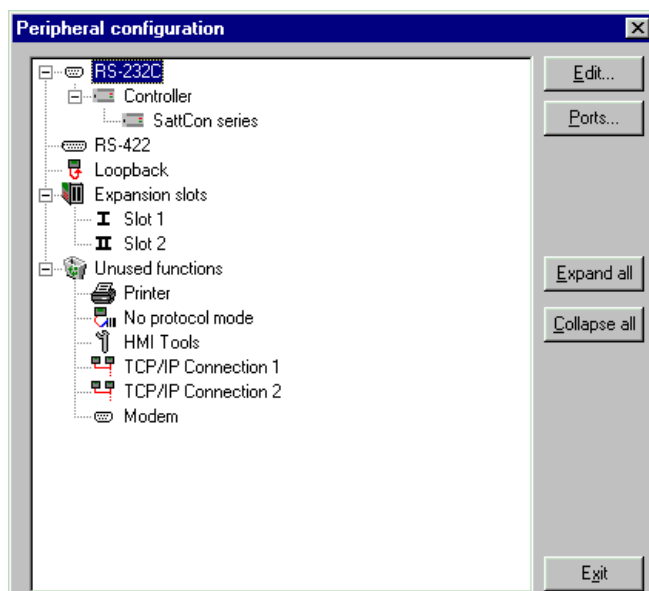 Peripheral configuration
RS-232C
Controller
SattCon series
RS-422
Loopback
Expansion slots
I Slot 1
II Slot 2
Unused functions
Printer
No protocol mode
HMI Tools
TCP/IP Connection 1
TCP/IP Connection 2
Modem
Edit...
Ports...
Expand all
Collapse all
Exit